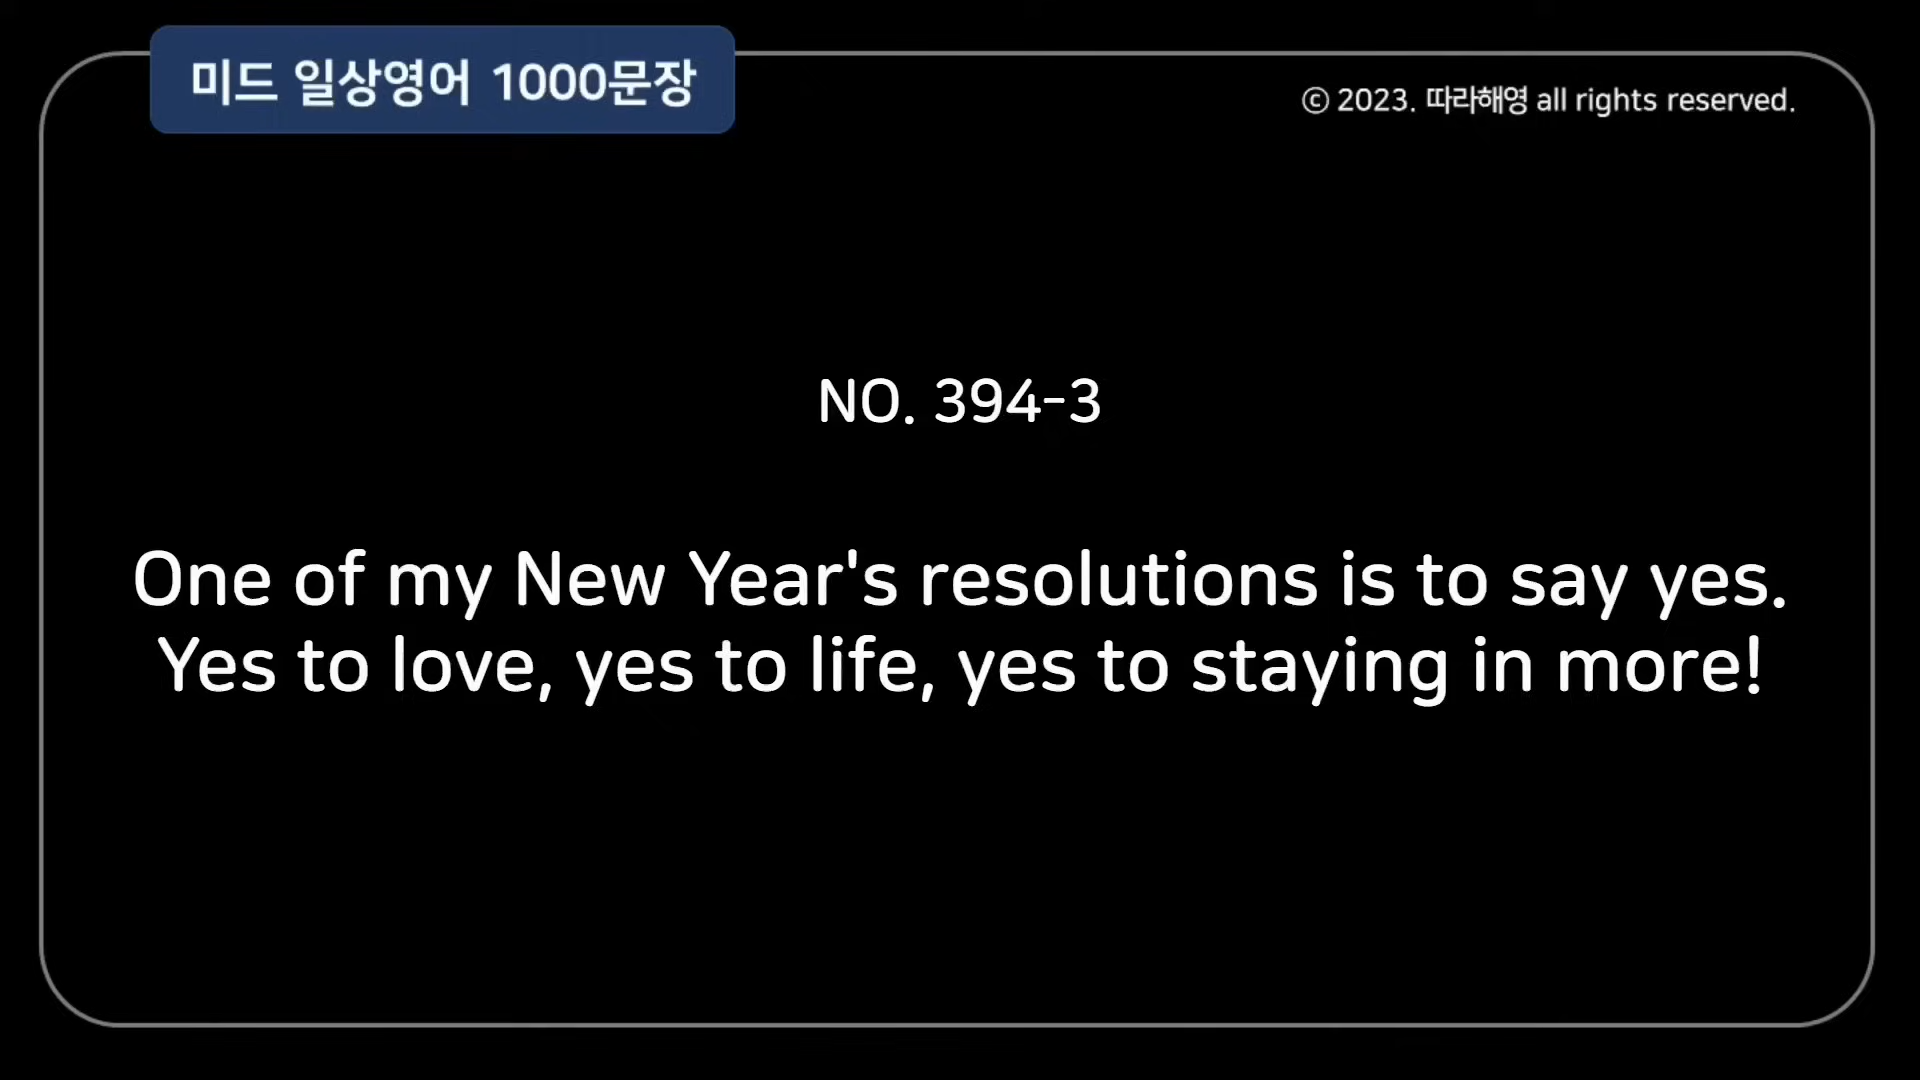 미드 일상영어 1000문장
ⓒ 2023. 따라해영 all rights reserved.
NO. 394-3
One of my New Year's resolutions is to say yes.
Yes to love, yes to life, yes to staying in more!